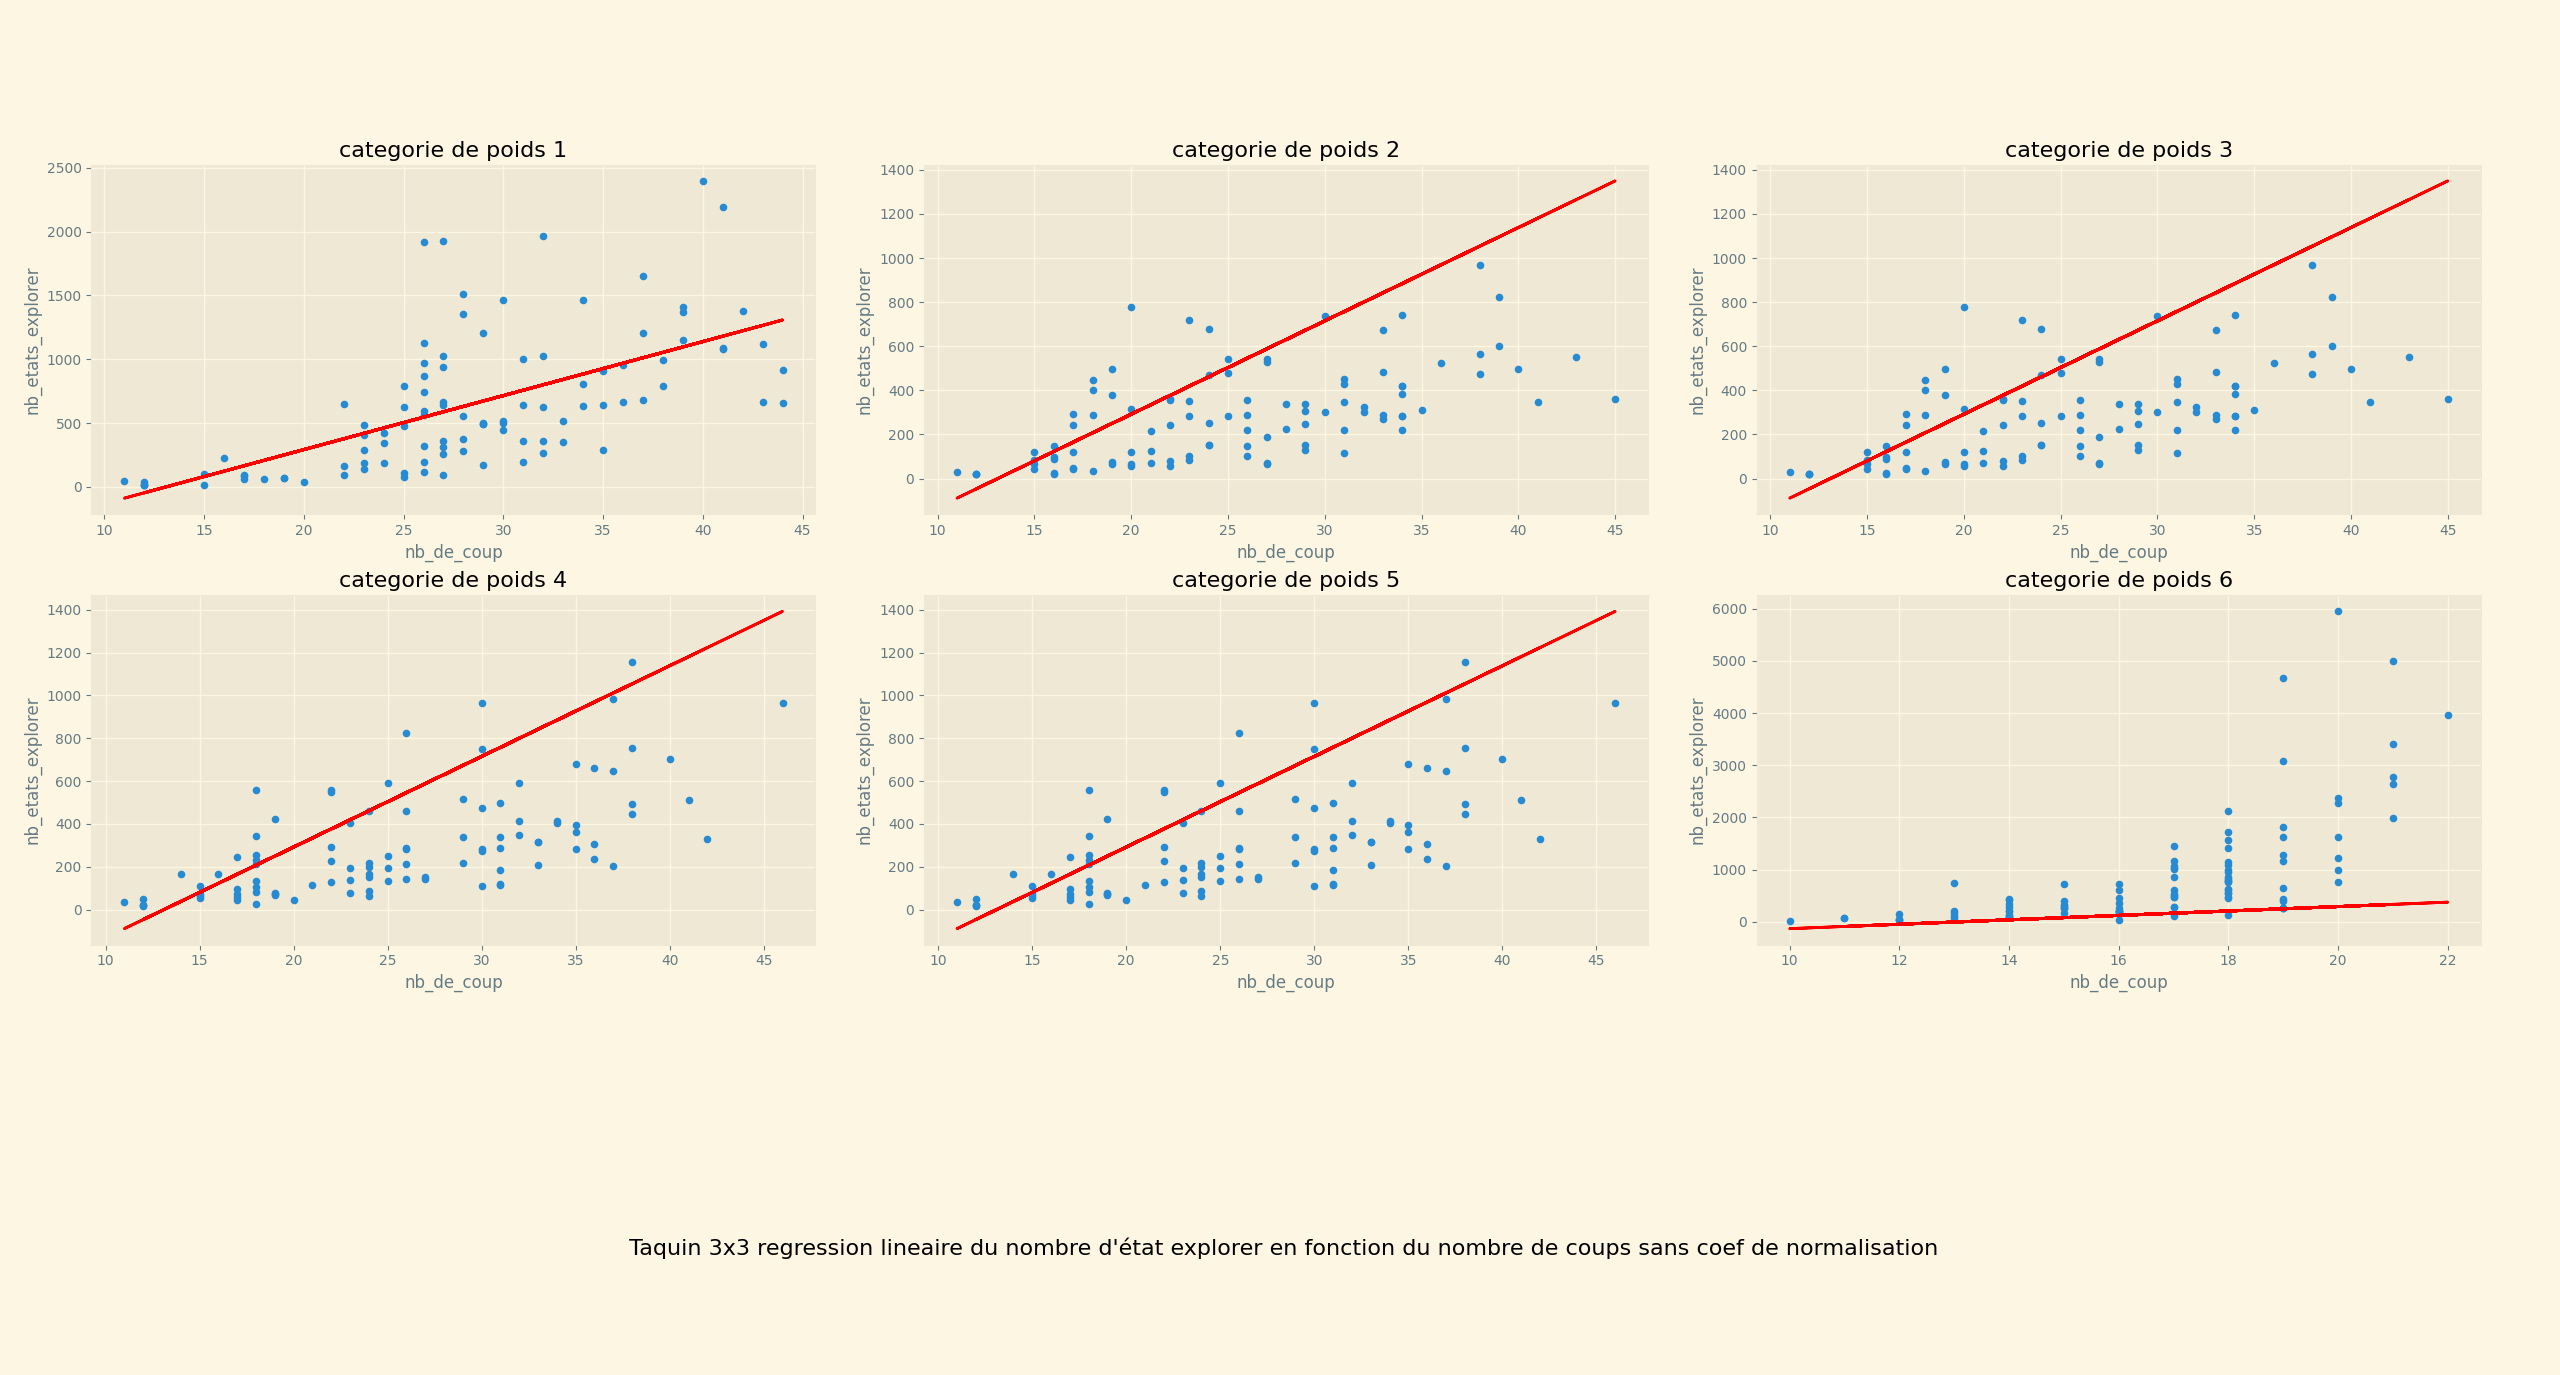 categorie de poids 1
2500
2000
1500
1000
500
0
nb_etats_explorer
10 15 20 25 30 35 40 45
nb_de_coup
categorie de poids 2
1400
1200
1000
800
600
400
200
0
nb_etats_explorer
10 15 20 25 30 35 40 45
nb_de_coup
categorie de poids 3
1400
1200
1000
800
600
400
200
0
nb_etats_explorer
10 15 20 25 30 35 40 45
nb_de_coup
categorie de poids 4
1400
1200
1000
800
600
400
200
0
nb_etats_explorer
10 15 20 25 30 35 40 45
nb_de_coup
categorie de poids 5
1400
1200
1000
800
600
400
200
0
nb_etats_explorer
10 15 20 25 30 35 40 45
nb_de_coup
categorie de poids 6
6000
5000
4000
3000
2000
1000
0
nb_etats_explorer
10 12 14 16 18 20 22
nb_de_coup
Taquin 3x3 regression lineaire du nombre d'état explorer en fonction du nombre de coups sans coef de normalisation